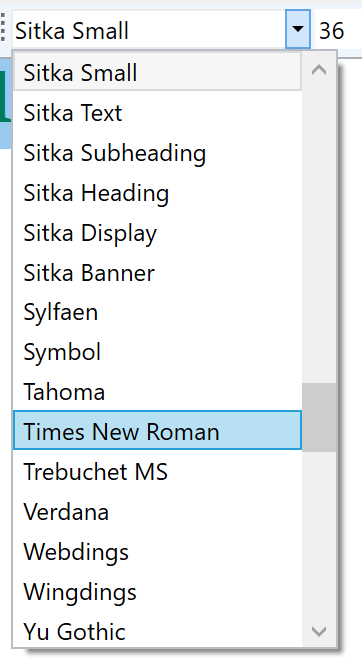 Sitka Small 36
Sitka Small
Sitka Text
Sitka Subheading
Sitka Heading
Sitka Display
Sitka Banner
Sylfaen
Symbol
Tahoma
Times New Roman
Trebuchet MS
Verdana
Webdings
Wingdings
Yu Gothic